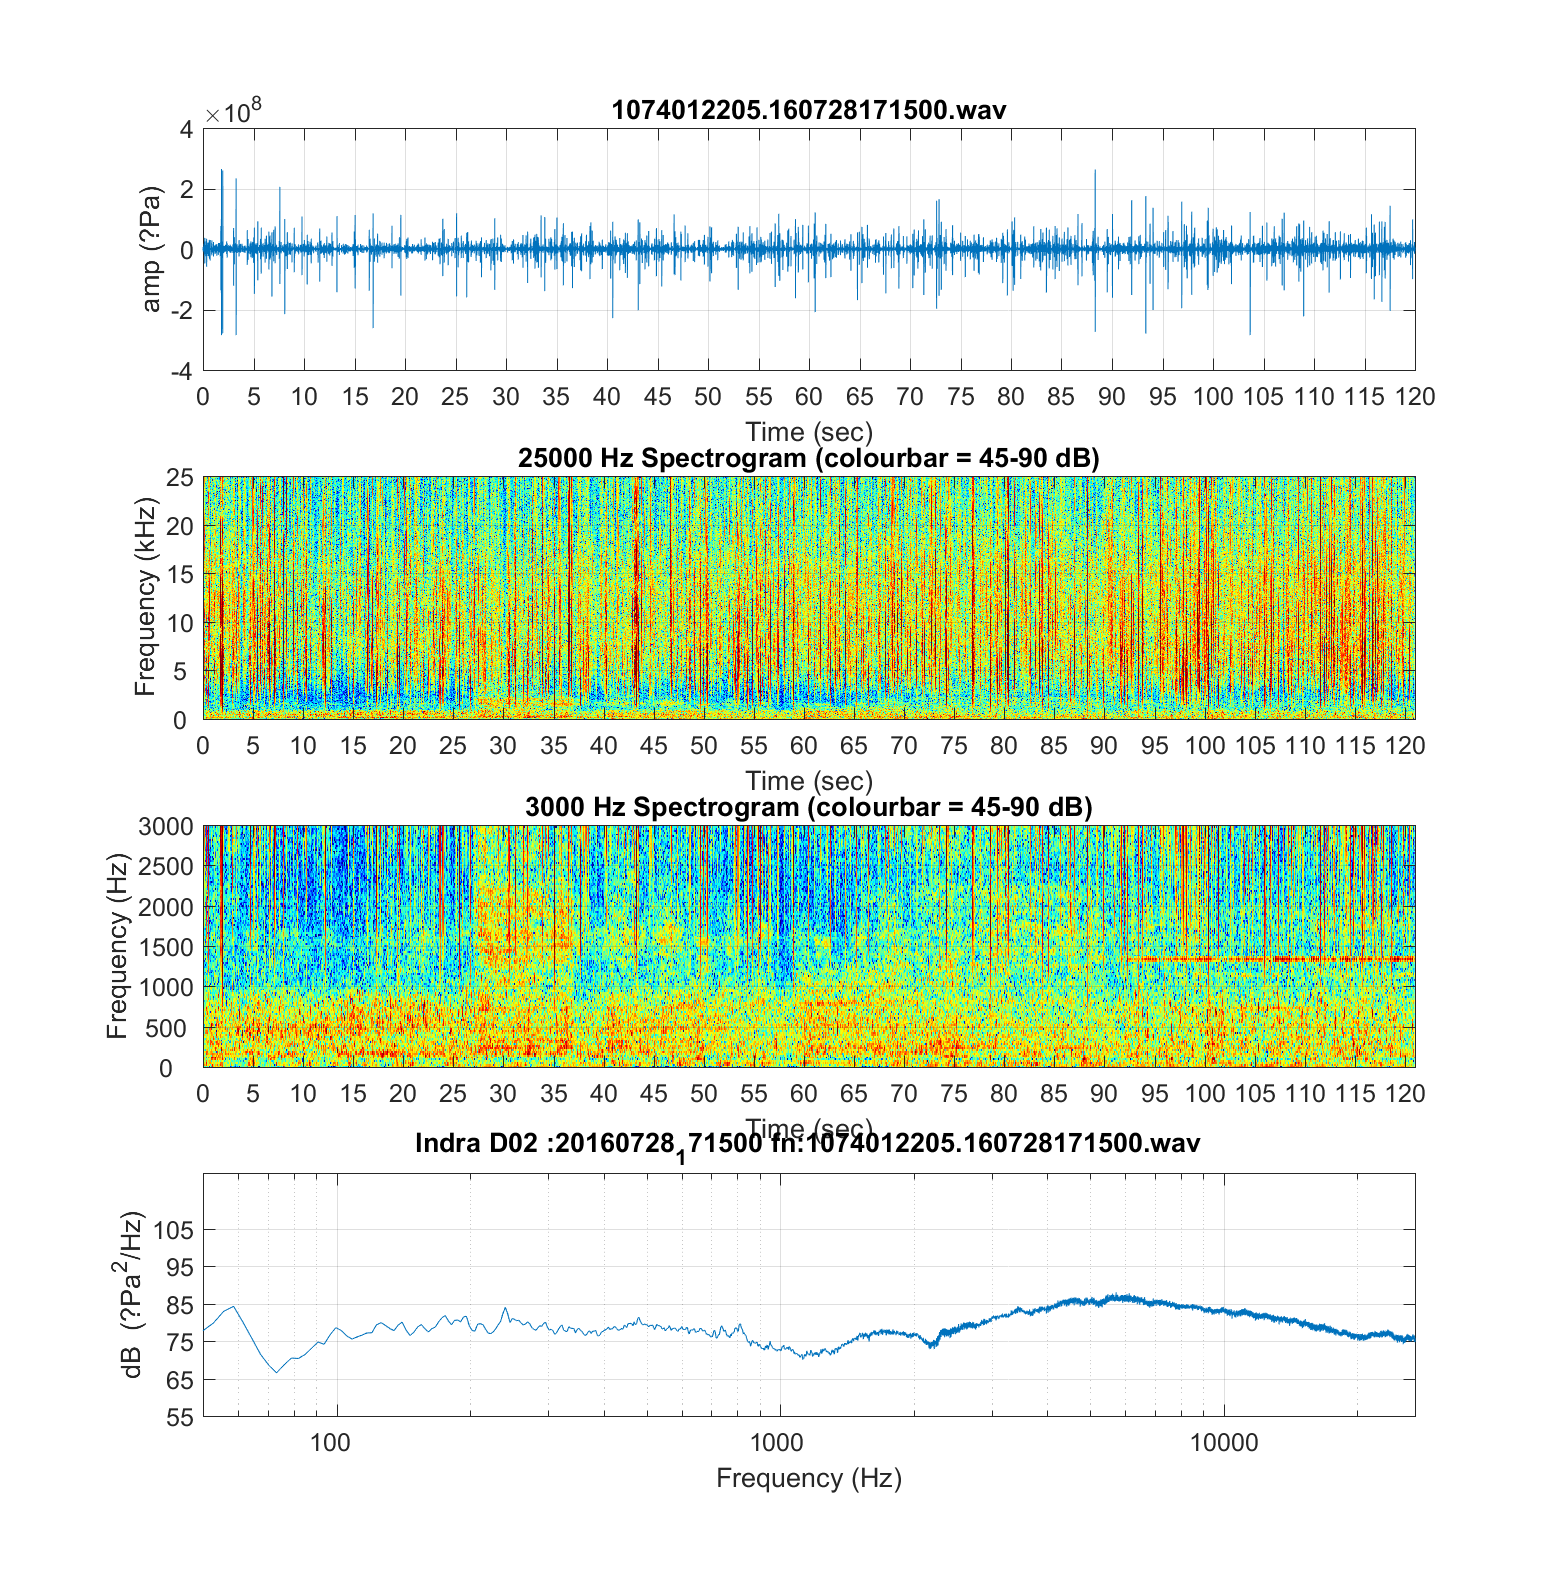 ×10⁸
1074012205.160728171500.wav
4
2
0
-2
-4
amp (?Pa)
0 5 10 15 20 25 30 35 40 45 50 55 60 65 70 75 80 85 90 95 100 105 110 115 120
Time (sec)
25000 Hz Spectrogram (colourbar = 45-90 dB)
25
20
15
10
5
0
Frequency (kHz)
0 5 10 15 20 25 30 35 40 45 50 55 60 65 70 75 80 85 90 95 100 105 110 115 120
Time (sec)
3000 Hz Spectrogram (colourbar = 45-90 dB)
3000
2500
2000
1500
1000
500
0
Frequency (Hz)
0 5 10 15 20 25 30 35 40 45 50 55 60 65 70 75 80 85 90 95 100 105 110 115 120
Time (sec)
Indra D02 :20160728₁71500 fn:1074012205.160728171500.wav
105
95
85
75
65
55
dB (?Pa²/Hz)
100 1000 10000
Frequency (Hz)